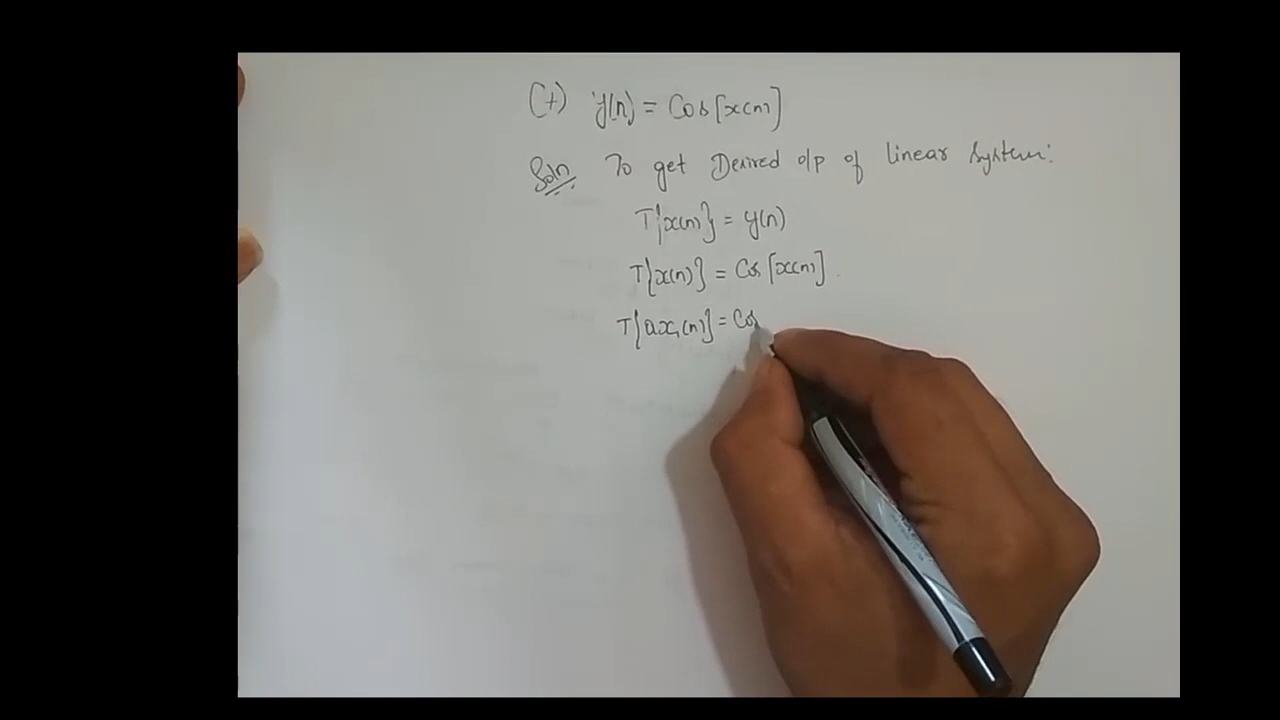 (+) y(n) = Cos[x(n)]
Soln To get Desired o/p of linear System:
T{x(n)} = y(n)
T{x(n)} = Cos[x(n)]
T{ax₁(n)} = Cos